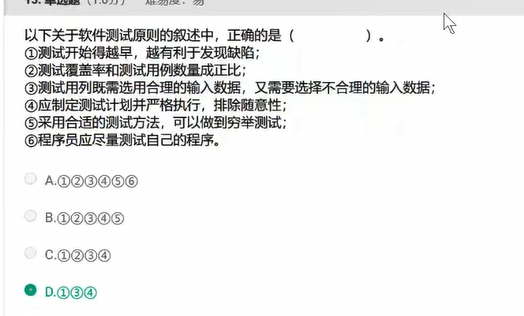 13. 单选题 (1.0分) 难易度：易
以下关于软件测试原则的叙述中，正确的是（ ）。
①测试开始得越早，越有利于发现缺陷；
②测试覆盖率和测试用例数量成正比；
③测试用列既需选用合理的输入数据，又需要选择不合理的输入数据；
④应制定测试计划并严格执行，排除随意性；
⑤采用合适的测试方法，可以做到穷举测试；
⑥程序员应尽量测试自己的程序。
A.①②③④⑤⑥
B.①②③④⑤
C.①②③④
D.①③④